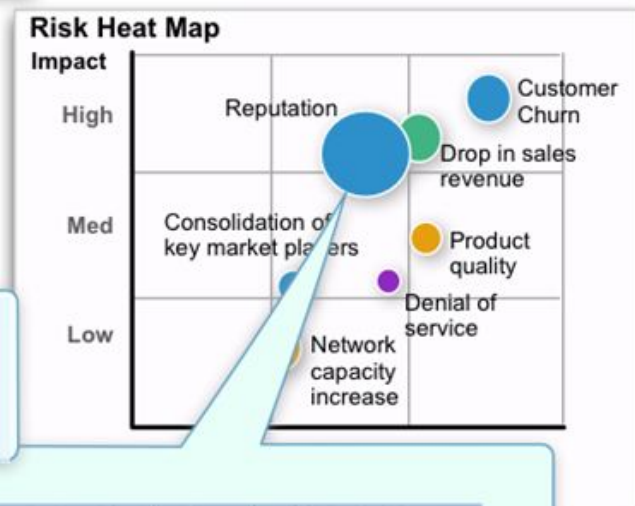 Risk Heat Map
Impact
High
Med
Low
Reputation
Customer
Churn
Drop in sales
revenue
Consolidation of
key market players
Product
quality
Denial of
service
Network
capacity
increase